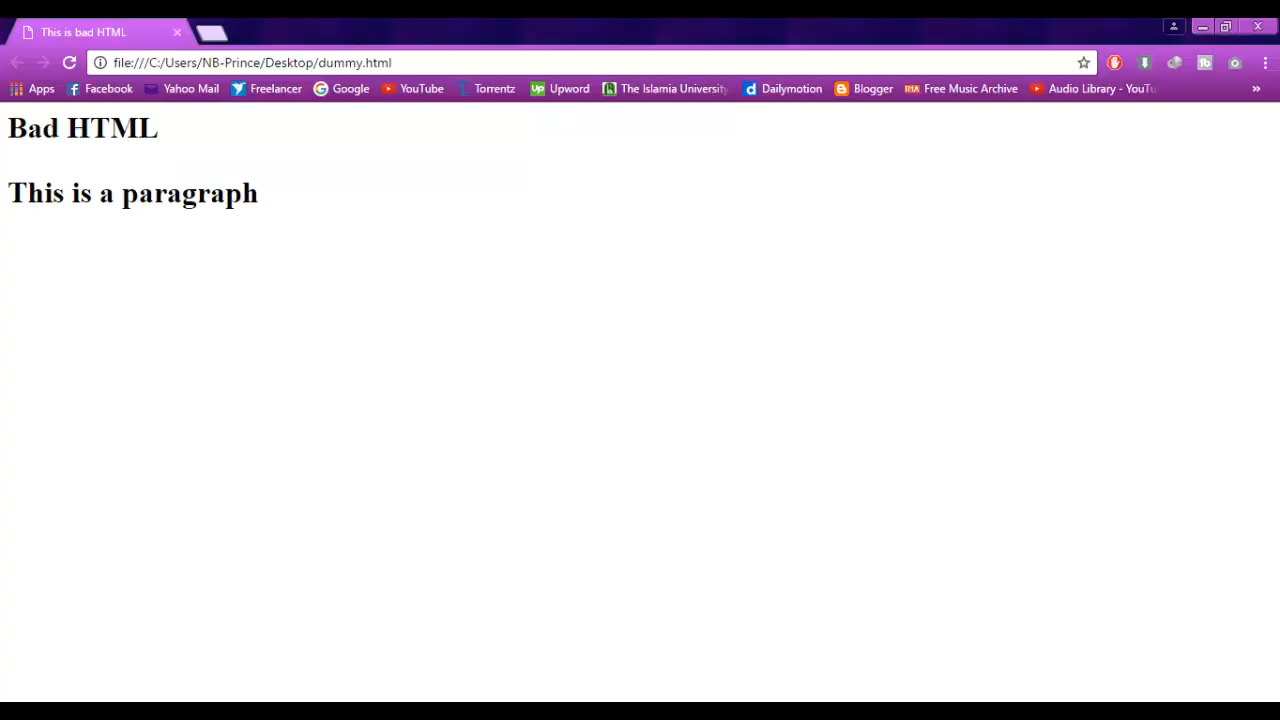 This is bad HTML
file:///C:/Users/NB-Prince/Desktop/dummy.html
Apps Facebook Yahoo Mail Freelancer Google YouTube Torrentz Up Upword The Islamia University Dailymotion Blogger Free Music Archive Audio Library - YouTu »
Bad HTML
This is a paragraph